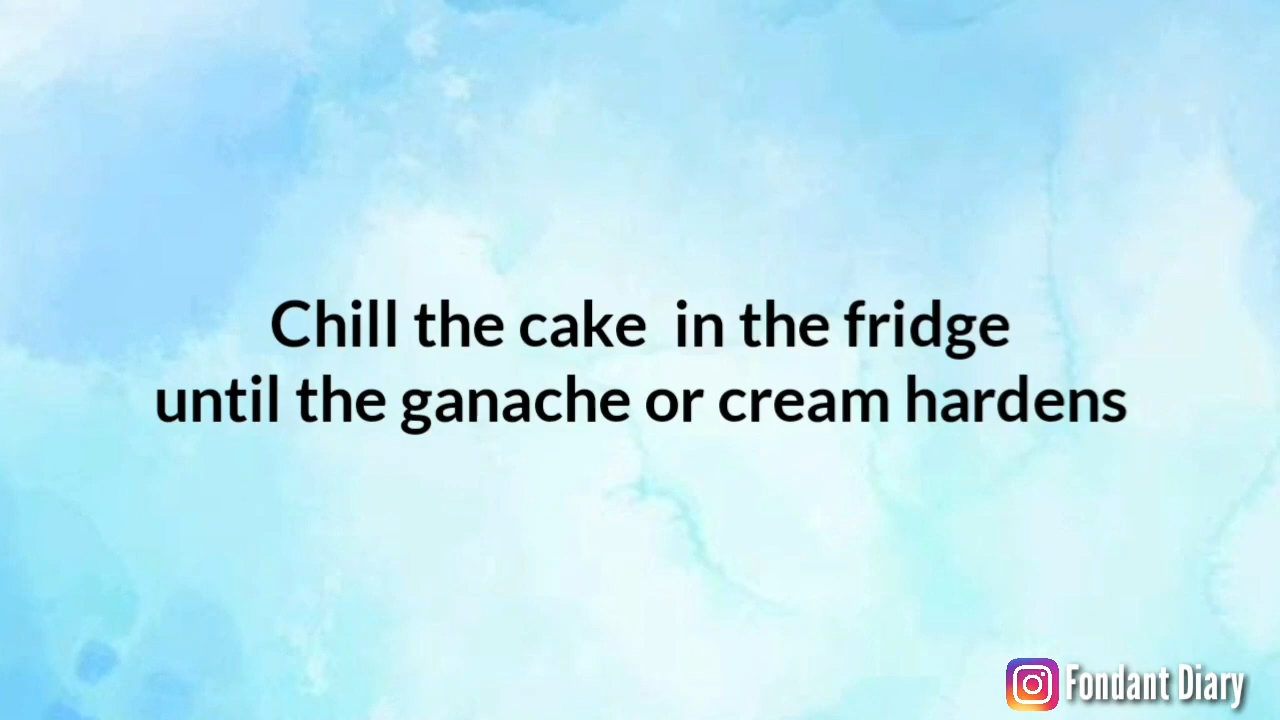 Chill the cake  in the fridge
until the ganache or cream hardens
Fondant Diary